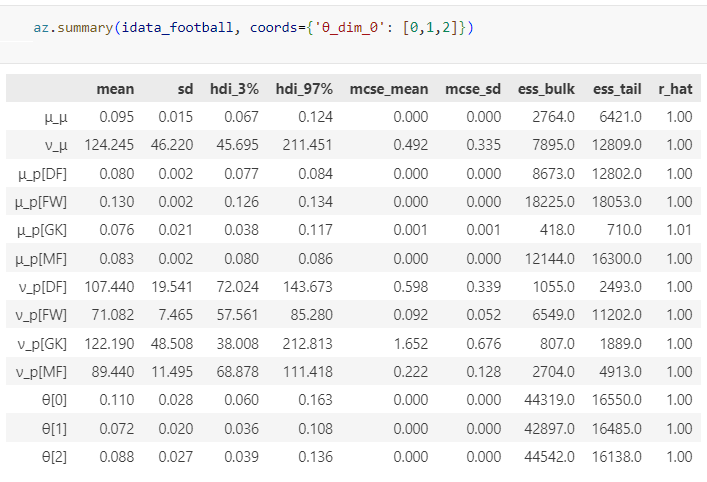 az.summary(idata_football, coords={'θ_dim_0': [0,1,2]})
mean sd hdi_3% hdi_97% mcse_mean mcse_sd ess_bulk ess_tail r_hat
μ_μ 0.095 0.015 0.067 0.124 0.000 0.000 2764.0 6421.0 1.00
ν_μ 124.245 46.220 45.695 211.451 0.492 0.335 7895.0 12809.0 1.00
μ_p[DF] 0.080 0.002 0.077 0.084 0.000 0.000 8673.0 12802.0 1.00
μ_p[FW] 0.130 0.002 0.126 0.134 0.000 0.000 18225.0 18053.0 1.00
μ_p[GK] 0.076 0.021 0.038 0.117 0.001 0.001 418.0 710.0 1.01
μ_p[MF] 0.083 0.002 0.080 0.086 0.000 0.000 12144.0 16300.0 1.00
ν_p[DF] 107.440 19.541 72.024 143.673 0.598 0.339 1055.0 2493.0 1.00
ν_p[FW] 71.082 7.465 57.561 85.280 0.092 0.052 6549.0 11202.0 1.00
ν_p[GK] 122.190 48.508 38.008 212.813 1.652 0.676 807.0 1889.0 1.00
ν_p[MF] 89.440 11.495 68.878 111.418 0.222 0.128 2704.0 4913.0 1.00
θ[0] 0.110 0.028 0.060 0.163 0.000 0.000 44319.0 16550.0 1.00
θ[1] 0.072 0.020 0.036 0.108 0.000 0.000 42897.0 16485.0 1.00
θ[2] 0.088 0.027 0.039 0.136 0.000 0.000 44542.0 16138.0 1.00